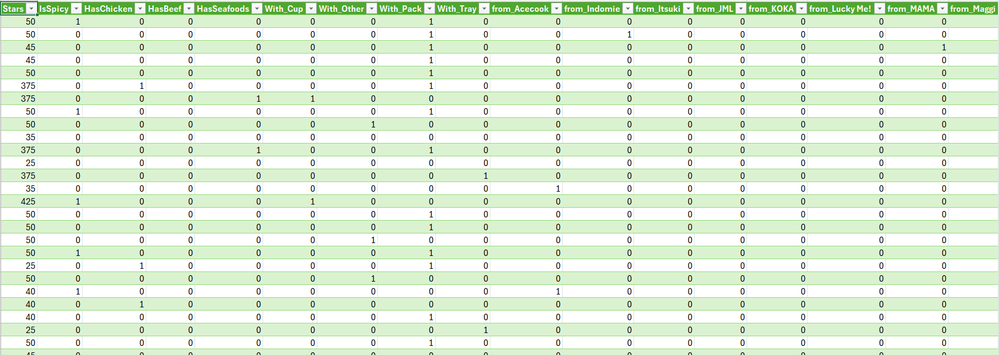 Stars IsSpicy HasChicken HasBeef HasSeafoods With_Cup With_Other With_Pack With_Tray from_Acecook from_Indomie from_Itsuki from_JML from_KOKA from_Lucky Me! from_MAMA from_Maggi
50 1 0 0 0 0 0 1 0 0 0 0 0 0 0 0
50 0 0 0 0 0 0 1 0 0 1 0 0 0 0 0
45 0 0 0 0 0 0 1 0 0 0 0 0 0 0 1
45 0 0 0 0 0 0 1 0 0 0 0 0 0 0 0
50 0 0 0 0 0 0 1 0 0 0 0 0 0 0 0
375 0 1 0 0 0 0 1 0 0 0 0 0 0 0 0
375 0 0 0 1 1 0 0 0 0 0 0 0 0 0 0
50 1 0 0 0 0 0 1 0 0 0 0 0 0 0 0
50 0 0 0 0 0 1 0 0 0 0 0 0 0 0 0
35 0 0 0 0 0 0 0 0 0 0 0 0 0 0 0
375 0 0 0 1 0 0 1 0 0 0 0 0 0 0 0
25 0 0 0 0 0 0 0 0 0 0 0 0 0 0 0
375 0 0 0 0 0 0 0 1 0 0 0 0 0 0 0
35 0 0 0 0 0 0 0 0 1 0 0 0 0 0 0
425 1 0 0 0 1 0 0 0 0 0 0 0 0 0 0
50 0 0 0 0 0 0 1 0 0 0 0 0 0 0 0
50 0 0 0 0 0 0 1 0 0 0 0 0 0 0 0
50 0 0 0 0 0 1 0 0 0 0 0 0 0 0 0
50 1 0 0 0 0 0 1 0 0 0 0 0 0 0 0
25 0 1 0 0 0 0 1 0 0 0 0 0 0 0 0
50 0 0 0 0 0 1 0 0 0 0 0 0 0 0 0
40 1 0 0 0 0 0 0 0 1 0 0 0 0 0 0
40 0 1 0 0 0 0 0 0 0 0 0 0 0 0 0
40 0 0 0 0 0 0 1 0 0 0 0 0 0 0 0
25 0 0 0 0 0 0 0 1 0 0 0 0 0 0 0
50 0 0 0 0 0 0 1 0 0 0 0 0 0 0 0